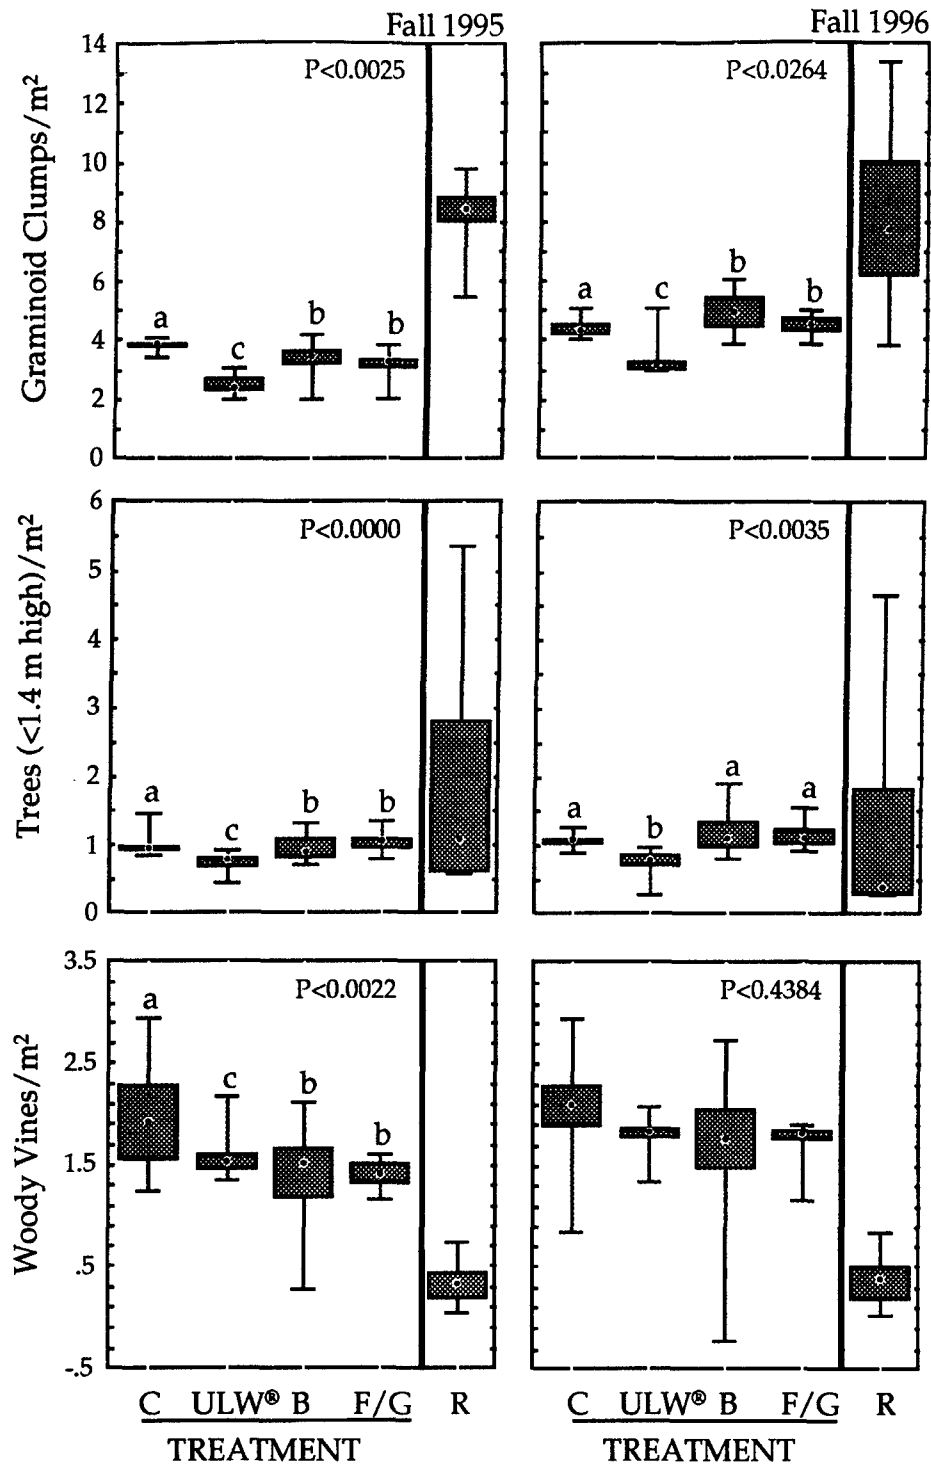 Fall 1995
Fall 1996
Graminoid Clumps/m²
14
12
10
8
6
4
2
0
P<0.0025
a
c
b
b
P<0.0264
a
c
b
b
Trees (<1.4 m high)/m²
6
5
4
3
2
1
0
P<0.0000
a
c
b
b
P<0.0035
a
b
a
a
Woody Vines/m²
3.5
2.5
1.5
.5
-.5
P<0.0022
a
c
b
b
P<0.4384
C ULW® B F/G R
C ULW® B F/G R
TREATMENT
TREATMENT